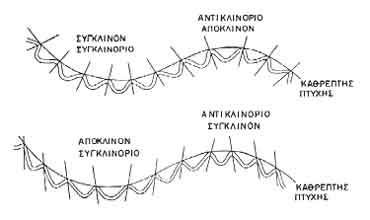 ΣΥΓΚΛΙΝΟΝ
ΣΥΓΚΛΙΝΟΡΙΟ
ΑΝΤΙΚΛΙΝΟΡΙΟ
ΑΠΟΚΛΙΝΟΝ
ΚΑΘΡΕΠΤΗΣ
ΠΤΥΧΗΣ
ΑΠΟΚΛΙΝΟΝ
ΣΥΓΚΛΙΝΟΡΙΟ
ΑΝΤΙΚΛΙΝΟΡΙΟ
ΣΥΓΚΛΙΝΟΝ
ΚΑΘΡΕΠΤΗΣ
ΠΤΥΧΗΣ